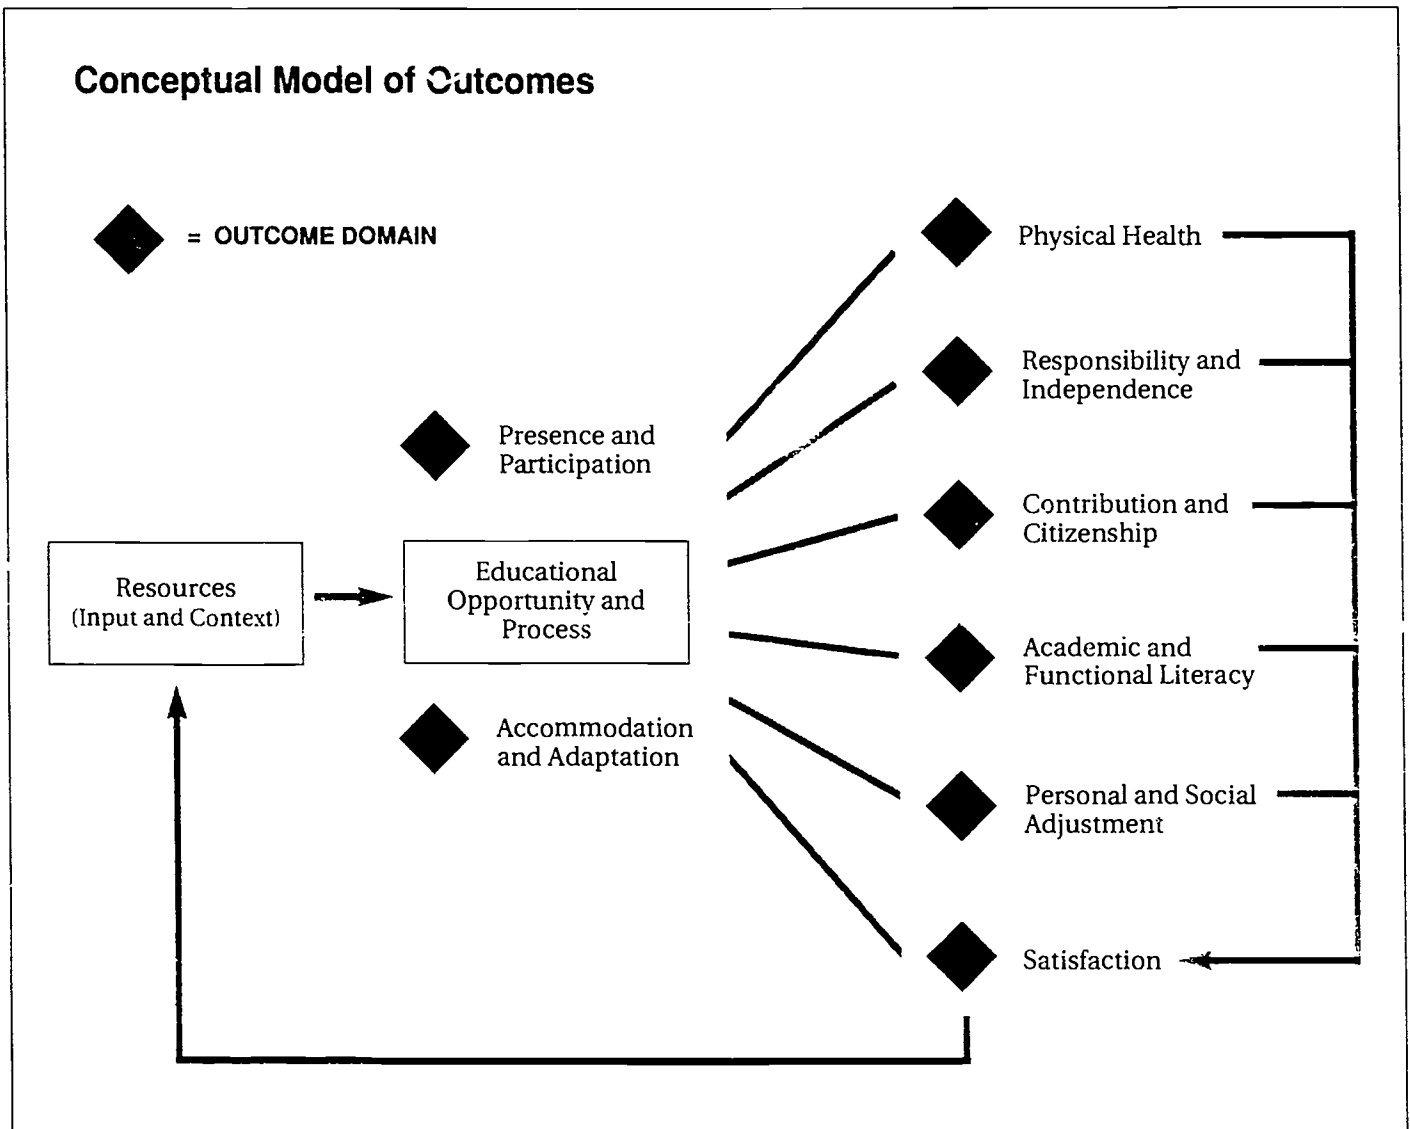 Conceptual Model of Outcomes
= OUTCOME DOMAIN
Presence and
Participation
Resources
(Input and Context)
Educational
Opportunity and
Process
Accommodation
and Adaptation
Physical Health
Responsibility and
Independence
Contribution and
Citizenship
Academic and
Functional Literacy
Personal and Social
Adjustment
Satisfaction